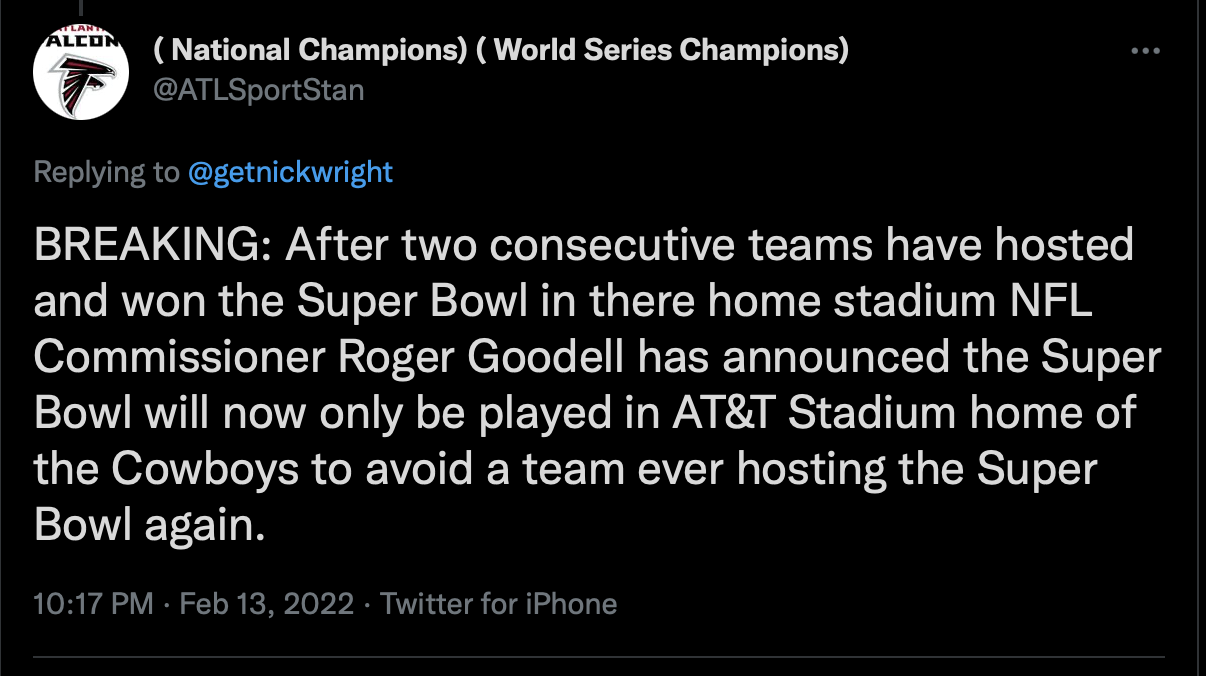 ATLANTA
FALCON
( National Champions) ( World Series Champions)
@ATLSportStan
Replying to @getnickwright
BREAKING: After two consecutive teams have hosted
and won the Super Bowl in there home stadium NFL
Commissioner Roger Goodell has announced the Super
Bowl will now only be played in AT&T Stadium home of
the Cowboys to avoid a team ever hosting the Super
Bowl again.
10:17 PM · Feb 13, 2022 · Twitter for iPhone